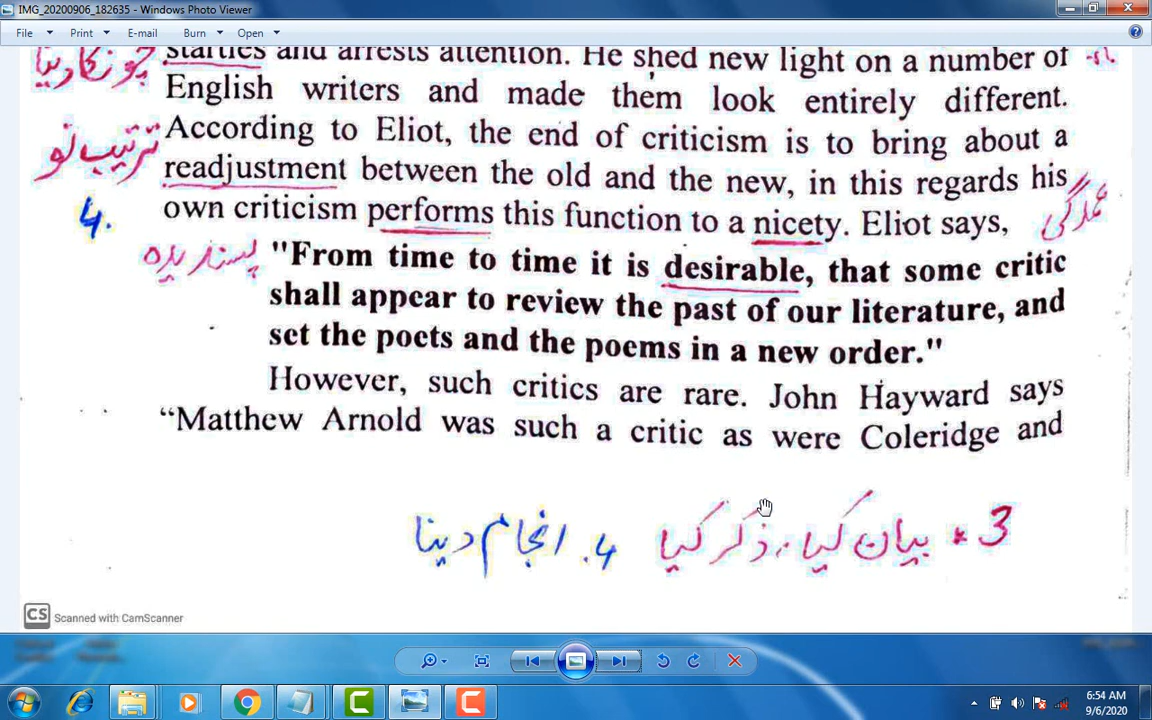 IMG_20200906_182635 - Windows Photo Viewer
File Print E-mail Burn Open
startles and arrests attention. He shed new light on a number of
چونکا دینا
English writers and made them look entirely different.
According to Eliot, the end of criticism is to bring about a
ترتیب نو
readjustment between the old and the new, in this regards his
عمدگی
4.
own criticism performs this function to a nicety. Eliot says,
پسندیدہ
"From time to time it is desirable, that some critic
shall appear to review the past of our literature, and
set the poets and the poems in a new order."
However, such critics are rare. John Hayward says
“Matthew Arnold was such a critic as were Coleridge and
3 * بیان کیا، ذکر کیا
4. انجام دینا
CS Scanned with CamScanner
6:54 AM
9/6/2020